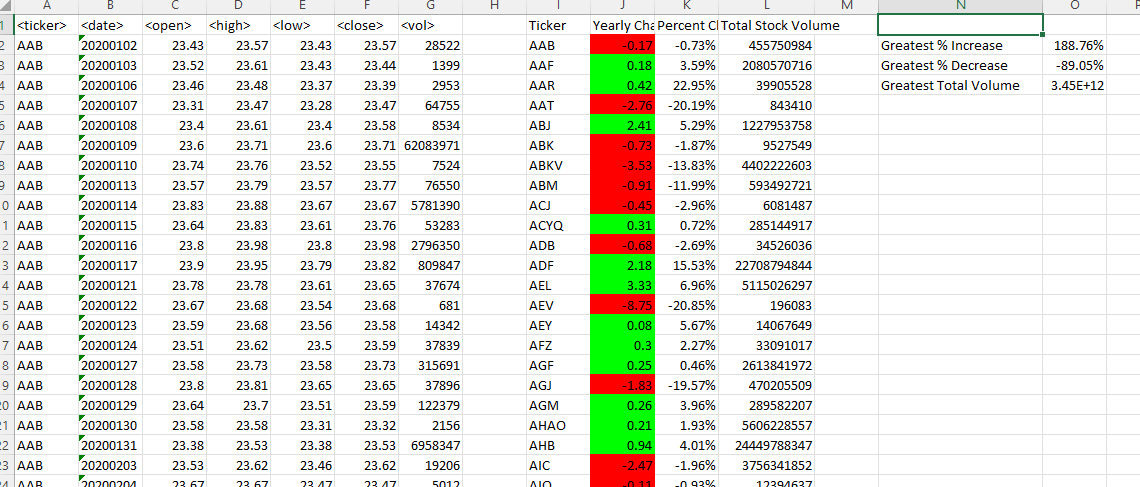 A B C D E F G H I J K L M N O
1 <ticker> <date> <open> <high> <low> <close> <vol> Ticker Yearly Cha Percent Cl Total Stock Volume
2 AAB 20200102 23.43 23.57 23.43 23.57 28522 AAB -0.17 -0.73% 455750984 Greatest % Increase 188.76%
3 AAB 20200103 23.52 23.61 23.43 23.44 1399 AAF 0.18 3.59% 2080570716 Greatest % Decrease -89.05%
4 AAB 20200106 23.46 23.48 23.37 23.39 2953 AAR 0.42 22.95% 39905528 Greatest Total Volume 3.45E+12
5 AAB 20200107 23.31 23.47 23.28 23.47 64755 AAT -2.76 -20.19% 843410
6 AAB 20200108 23.4 23.61 23.4 23.58 8534 ABJ 2.41 5.29% 1227953758
7 AAB 20200109 23.6 23.71 23.6 23.71 62083971 ABK -0.73 -1.87% 9527549
8 AAB 20200110 23.74 23.76 23.52 23.55 7524 ABKV -3.53 -13.83% 4402222603
9 AAB 20200113 23.57 23.79 23.57 23.77 76550 ABM -0.91 -11.99% 593492721
0 AAB 20200114 23.83 23.88 23.67 23.67 5781390 ACJ -0.45 -2.96% 6081487
1 AAB 20200115 23.64 23.83 23.61 23.76 53283 ACYQ 0.31 0.72% 285144917
2 AAB 20200116 23.8 23.98 23.8 23.98 2796350 ADB -0.68 -2.69% 34526036
3 AAB 20200117 23.9 23.95 23.79 23.82 809847 ADF 2.18 15.53% 22708794844
4 AAB 20200121 23.78 23.78 23.61 23.65 37674 AEL 3.33 6.96% 5115026297
5 AAB 20200122 23.67 23.68 23.54 23.68 681 AEV -8.75 -20.85% 196083
6 AAB 20200123 23.59 23.68 23.56 23.58 14342 AEY 0.08 5.67% 14067649
7 AAB 20200124 23.51 23.62 23.5 23.59 37839 AFZ 0.3 2.27% 33091017
8 AAB 20200127 23.58 23.73 23.58 23.73 315691 AGF 0.25 0.46% 2613841972
9 AAB 20200128 23.8 23.81 23.65 23.65 37896 AGJ -1.83 -19.57% 470205509
20 AAB 20200129 23.64 23.7 23.51 23.59 122379 AGM 0.26 3.96% 289582207
21 AAB 20200130 23.58 23.58 23.31 23.32 2156 AHAO 0.21 1.93% 5606228557
22 AAB 20200131 23.38 23.53 23.38 23.53 6958347 AHB 0.94 4.01% 24449788347
23 AAB 20200203 23.53 23.62 23.46 23.62 19206 AIC -2.47 -1.96% 3756341852
24 AAB 20200204 23.67 23.67 23.47 23.47 5012 AIO -0.11 -0.93% 12394637